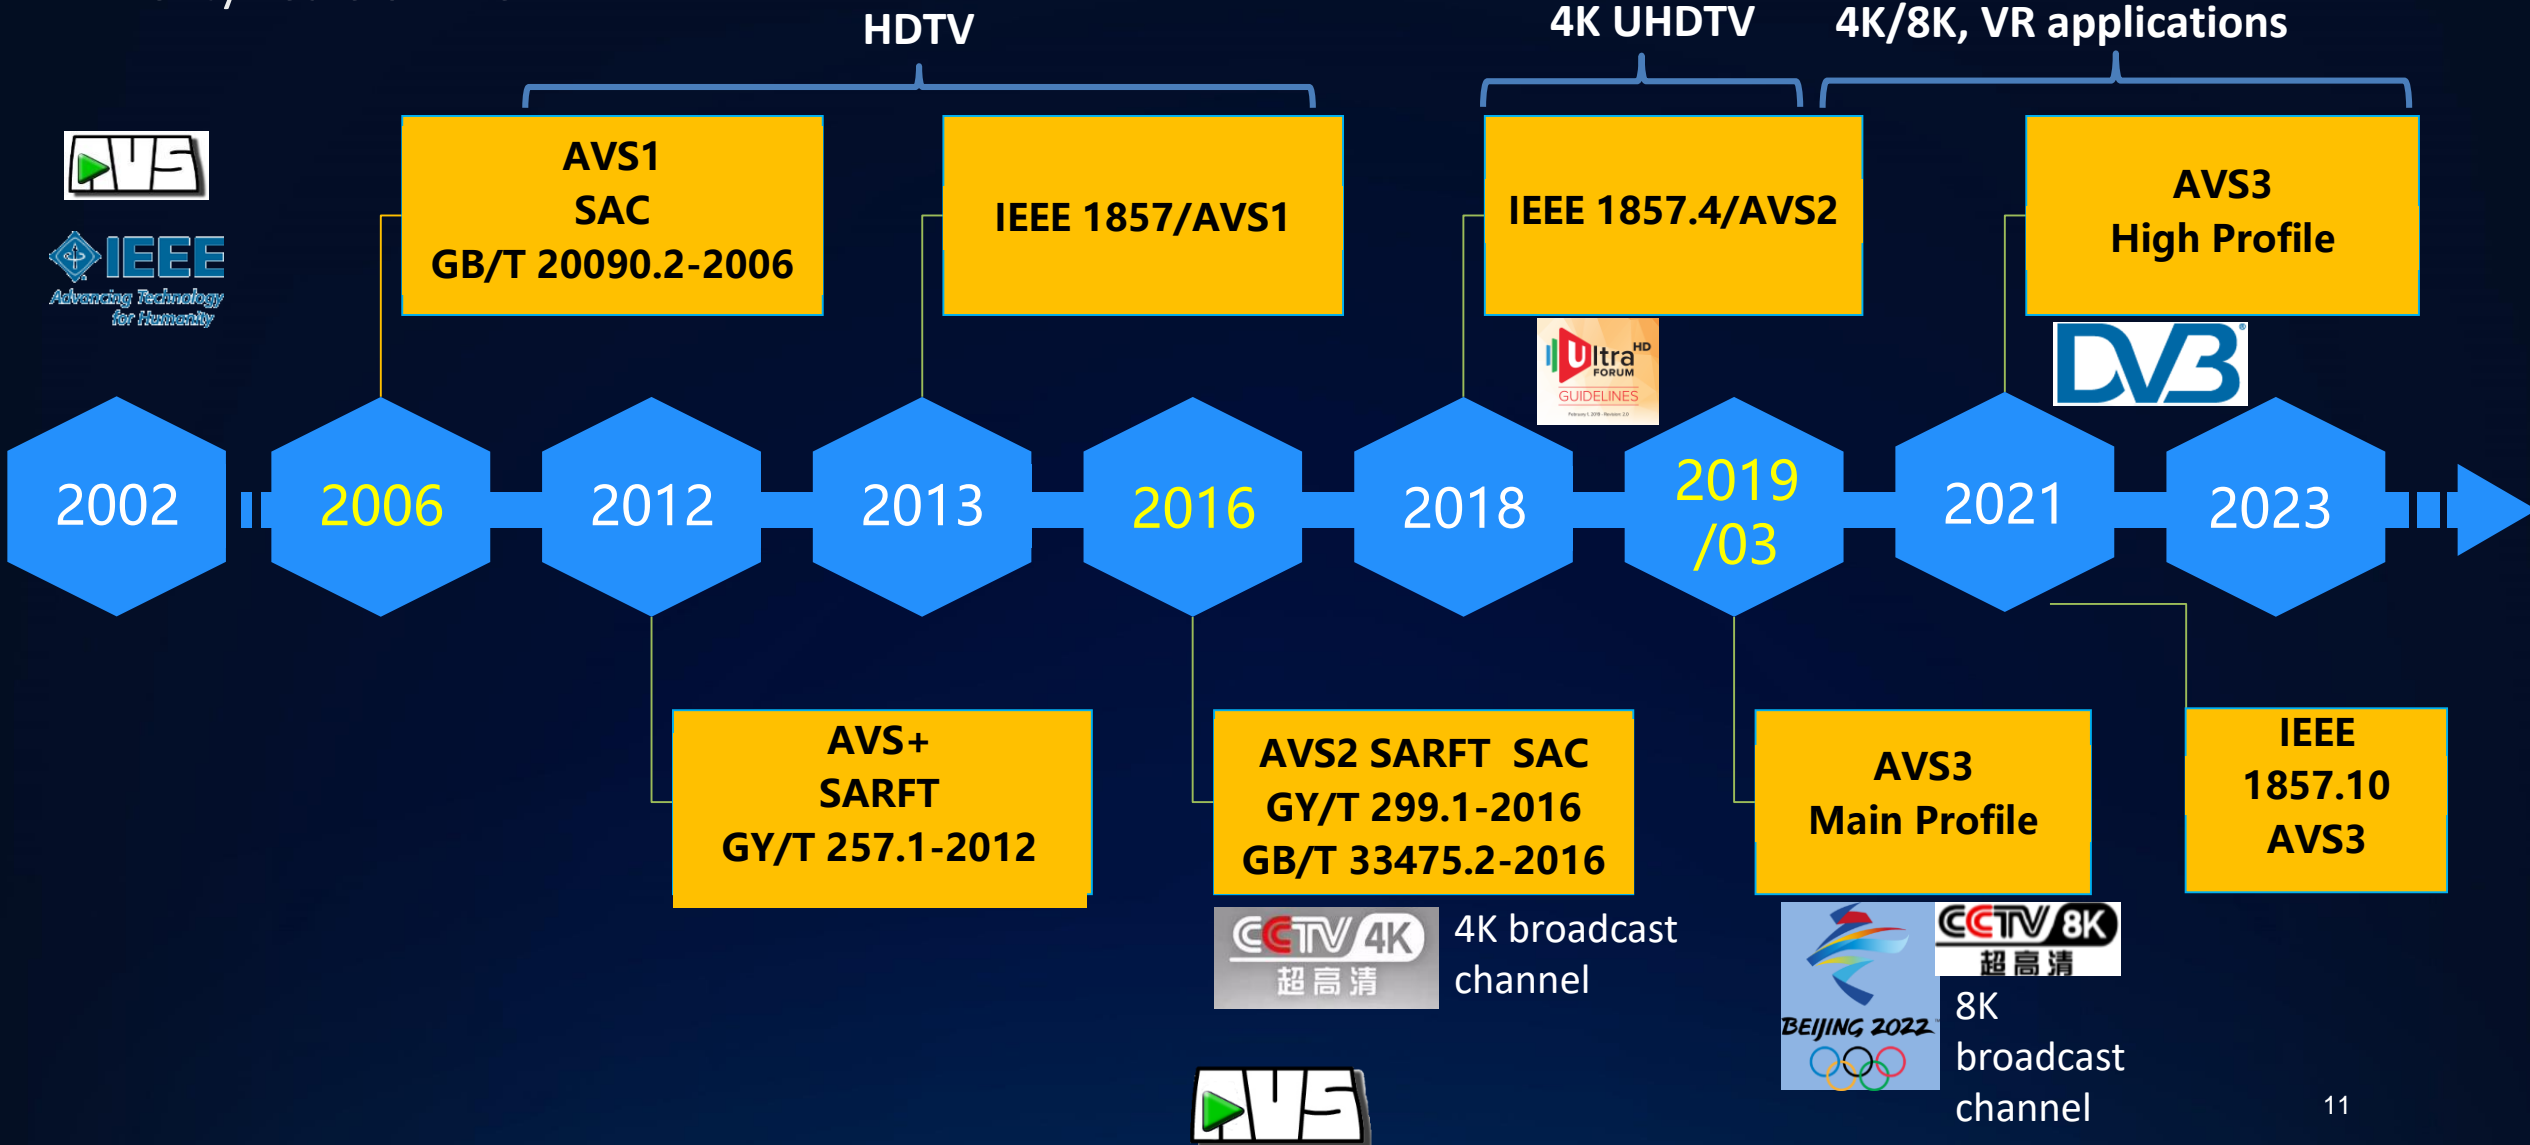 HDTV
4K UHDTV
4K/8K, VR applications
AVS
IEEE
Advancing Technology
for Humanity
AVS1
SAC
GB/T 20090.2-2006
IEEE 1857/AVS1
IEEE 1857.4/AVS2
AVS3
High Profile
Ultra HD
FORUM
GUIDELINES
DVB®
2002
2006
2012
2013
2016
2018
2019
/03
2021
2023
AVS+
SARFT
GY/T 257.1-2012
AVS2 SARFT SAC
GY/T 299.1-2016
GB/T 33475.2-2016
AVS3
Main Profile
IEEE
1857.10
AVS3
CCTV 4K
超高清
4K broadcast
channel
CCTV 8K
超高清
BEIJING 2022
8K
broadcast
channel
AVS
11